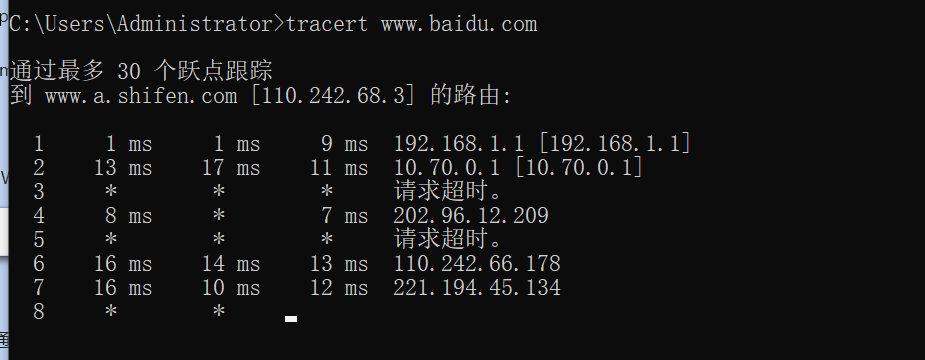 C:\Users\Administrator>tracert www.baidu.com
通过最多 30 个跃点跟踪
到 www.a.shifen.com [110.242.68.3] 的路由:
1 1 ms 1 ms 9 ms 192.168.1.1 [192.168.1.1]
2 13 ms 17 ms 11 ms 10.70.0.1 [10.70.0.1]
3 * * * 请求超时。
4 8 ms * 7 ms 202.96.12.209
5 * * * 请求超时。
6 16 ms 14 ms 13 ms 110.242.66.178
7 16 ms 10 ms 12 ms 221.194.45.134
8 * *